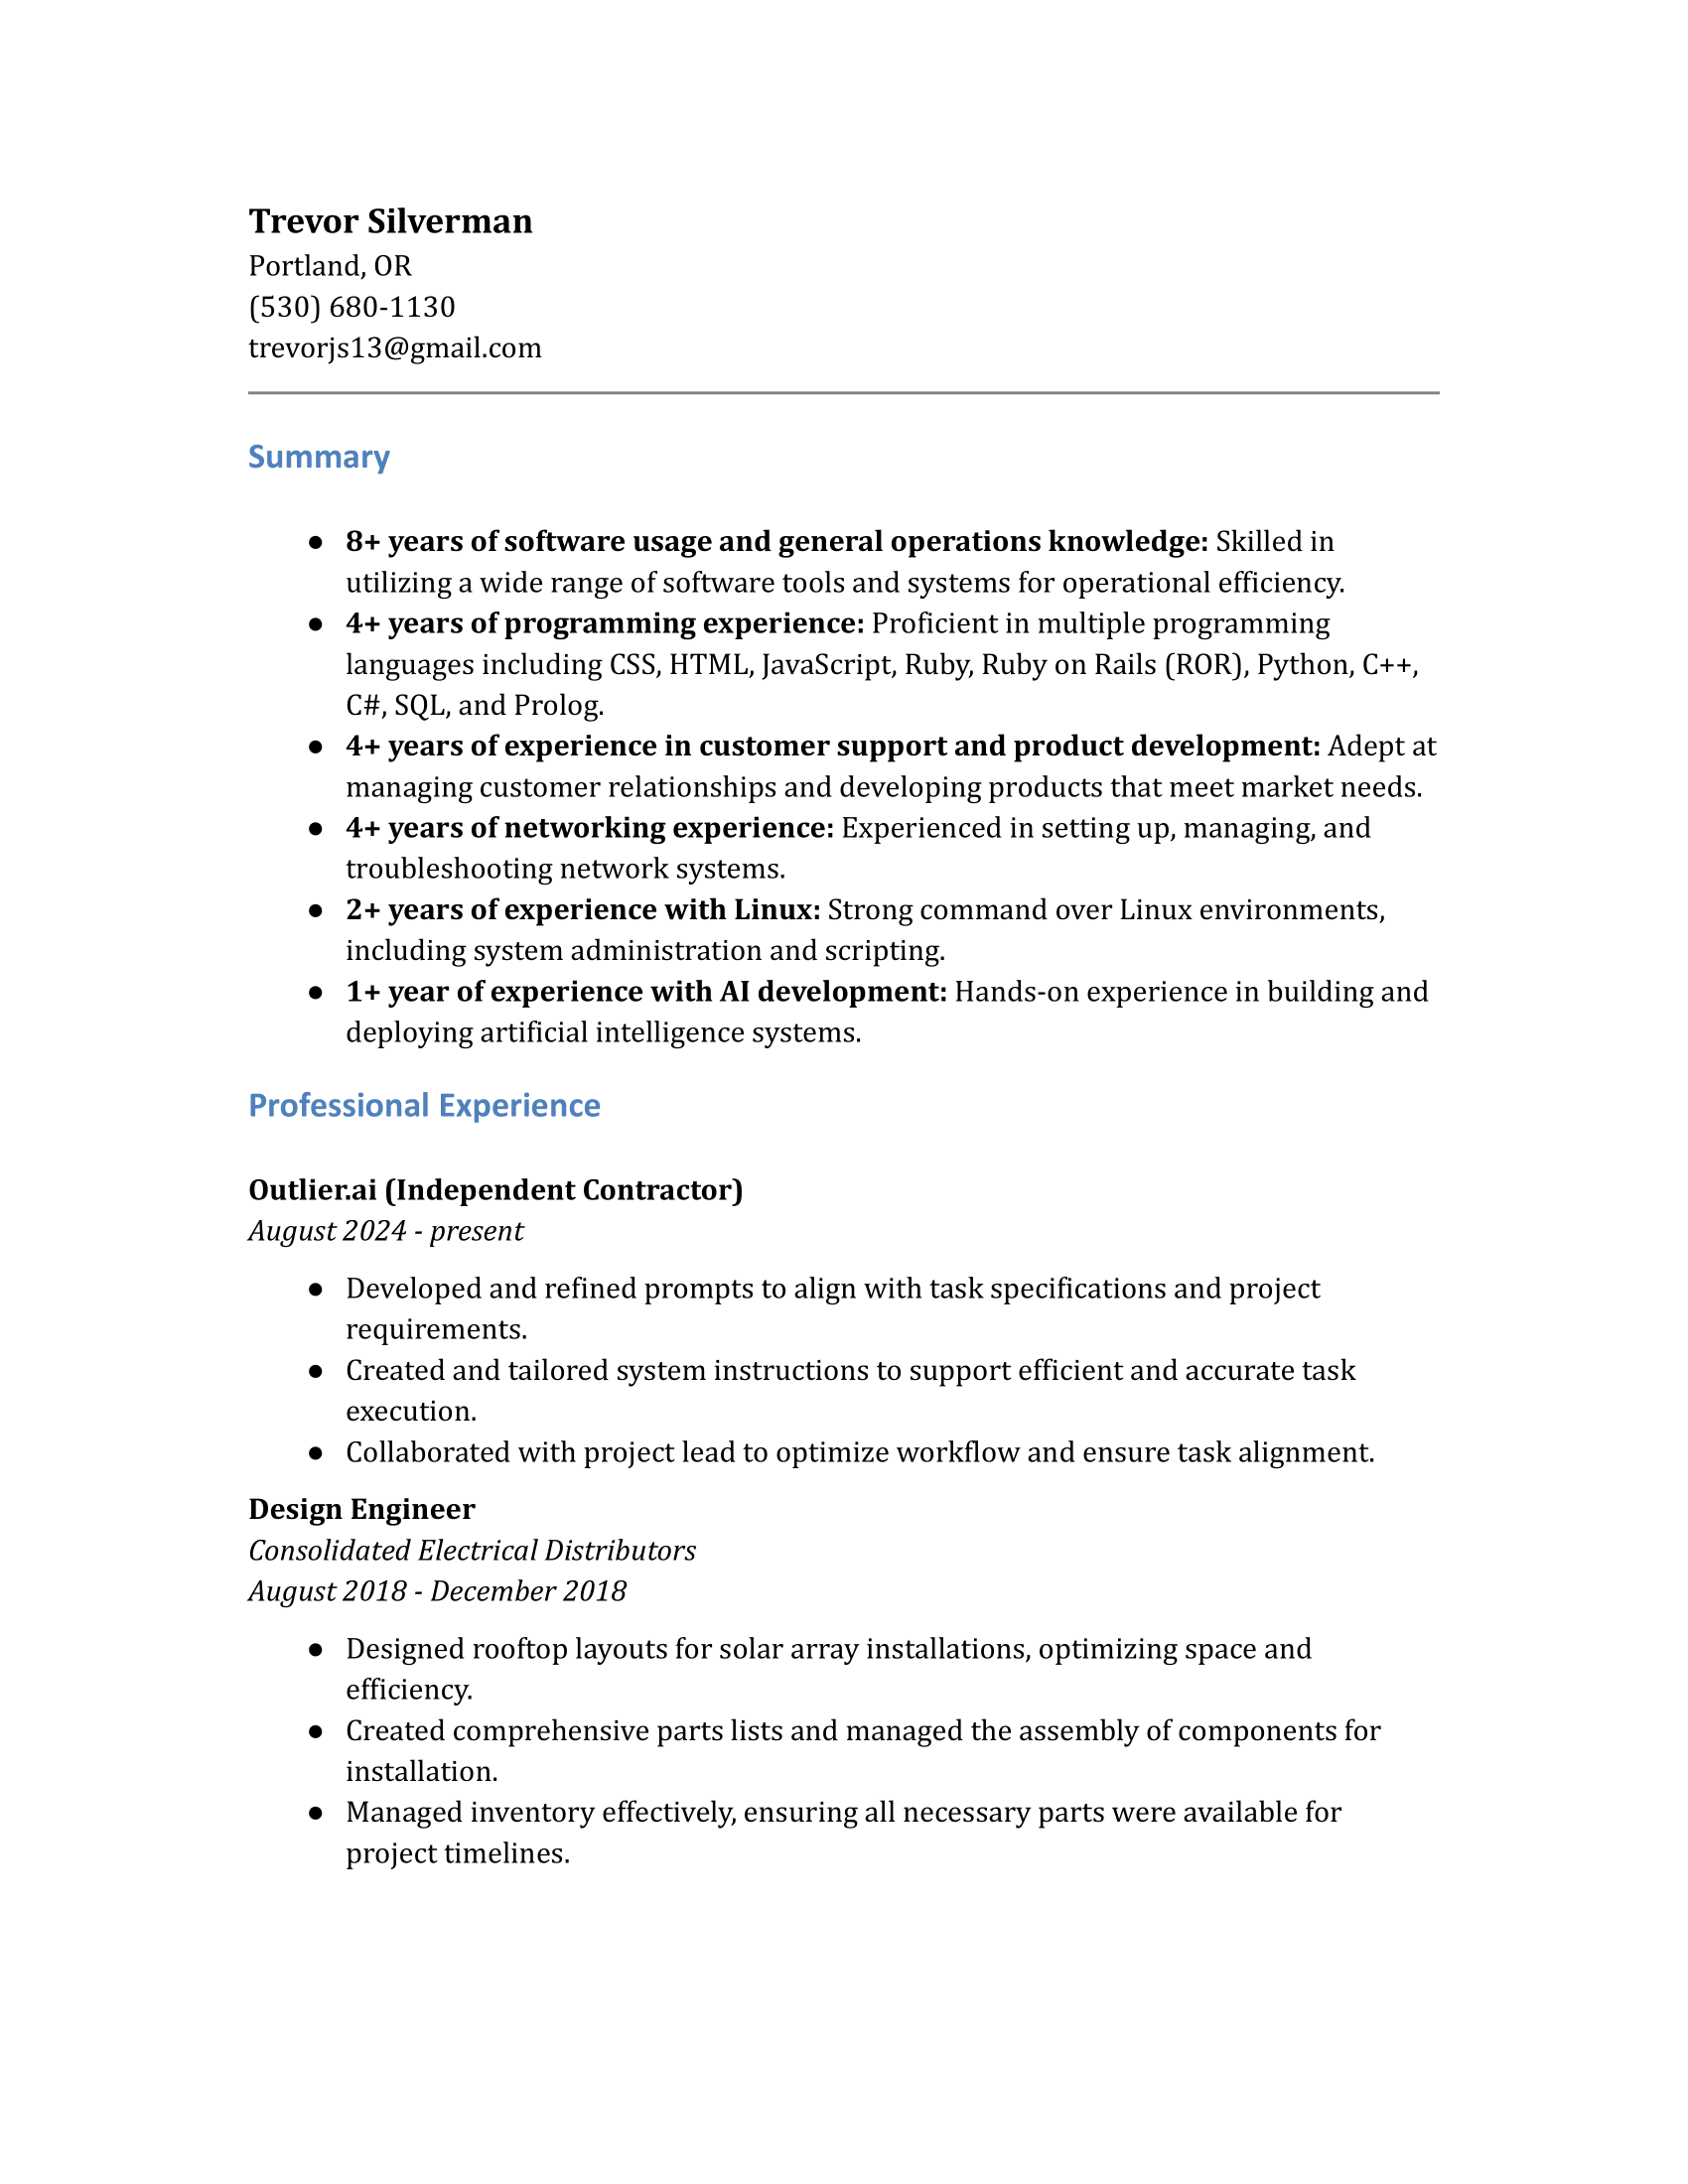 Trevor Silverman
Portland, OR
(530) 680-1130
trevorjs13@gmail.com
Summary
● 8+ years of software usage and general operations knowledge: Skilled in
utilizing a wide range of software tools and systems for operational efficiency.
● 4+ years of programming experience: Proficient in multiple programming
languages including CSS, HTML, JavaScript, Ruby, Ruby on Rails (ROR), Python, C++,
C#, SQL, and Prolog.
● 4+ years of experience in customer support and product development: Adept at
managing customer relationships and developing products that meet market needs.
● 4+ years of networking experience: Experienced in setting up, managing, and
troubleshooting network systems.
● 2+ years of experience with Linux: Strong command over Linux environments,
including system administration and scripting.
● 1+ year of experience with AI development: Hands-on experience in building and
deploying artificial intelligence systems.
Professional Experience
Outlier.ai (Independent Contractor)
August 2024 - present
● Developed and refined prompts to align with task specifications and project
requirements.
● Created and tailored system instructions to support efficient and accurate task
execution.
● Collaborated with project lead to optimize workflow and ensure task alignment.
Design Engineer
Consolidated Electrical Distributors
August 2018 - December 2018
● Designed rooftop layouts for solar array installations, optimizing space and
efficiency.
● Created comprehensive parts lists and managed the assembly of components for
installation.
● Managed inventory effectively, ensuring all necessary parts were available for
project timelines.